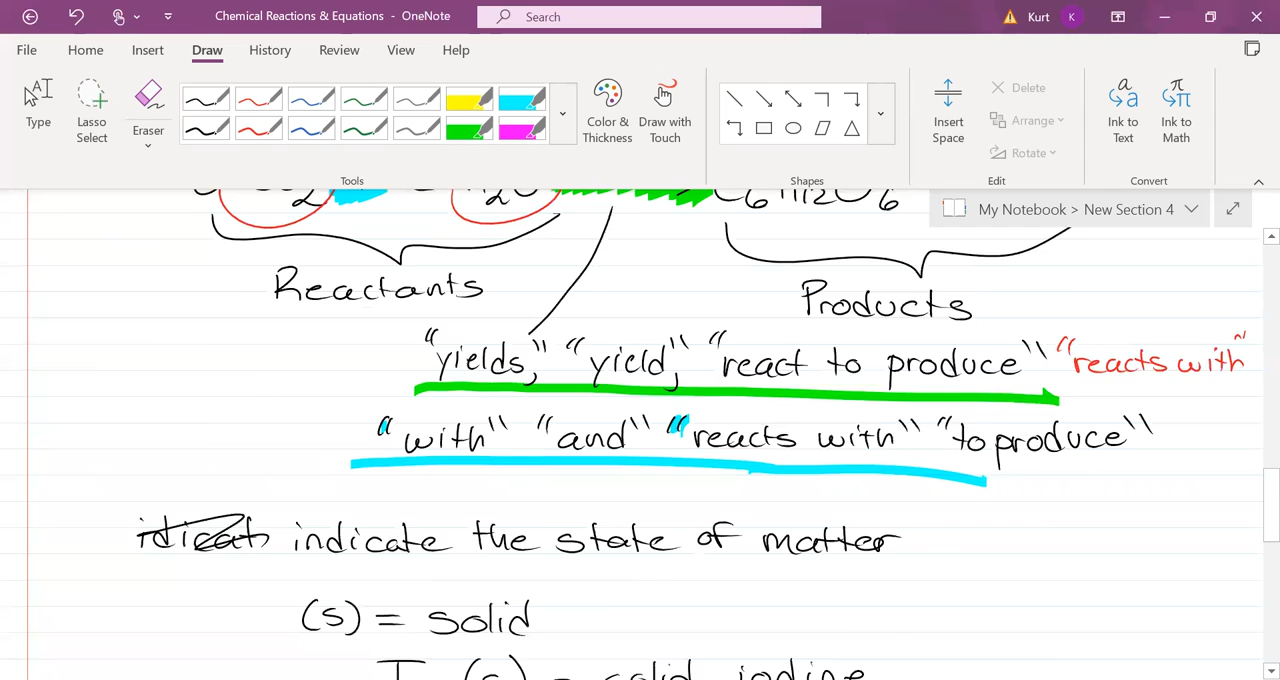 Chemical Reactions & Equations - OneNote
Search
Kurt
K
File Home Insert Draw History Review View Help
Type
Lasso Select
Eraser
Color & Thickness
Draw with Touch
Insert Space
Delete
Arrange
Rotate
Ink to Text
Ink to Math
Tools
Shapes
Edit
Convert
My Notebook > New Section 4
C6H12O6
Reactants
Products
"yields," "yield," "react to produce" "reacts with"
"with" "and" "reacts with" "to produce"
indicate the state of matter
(s) = solid
(s) = solid iodine